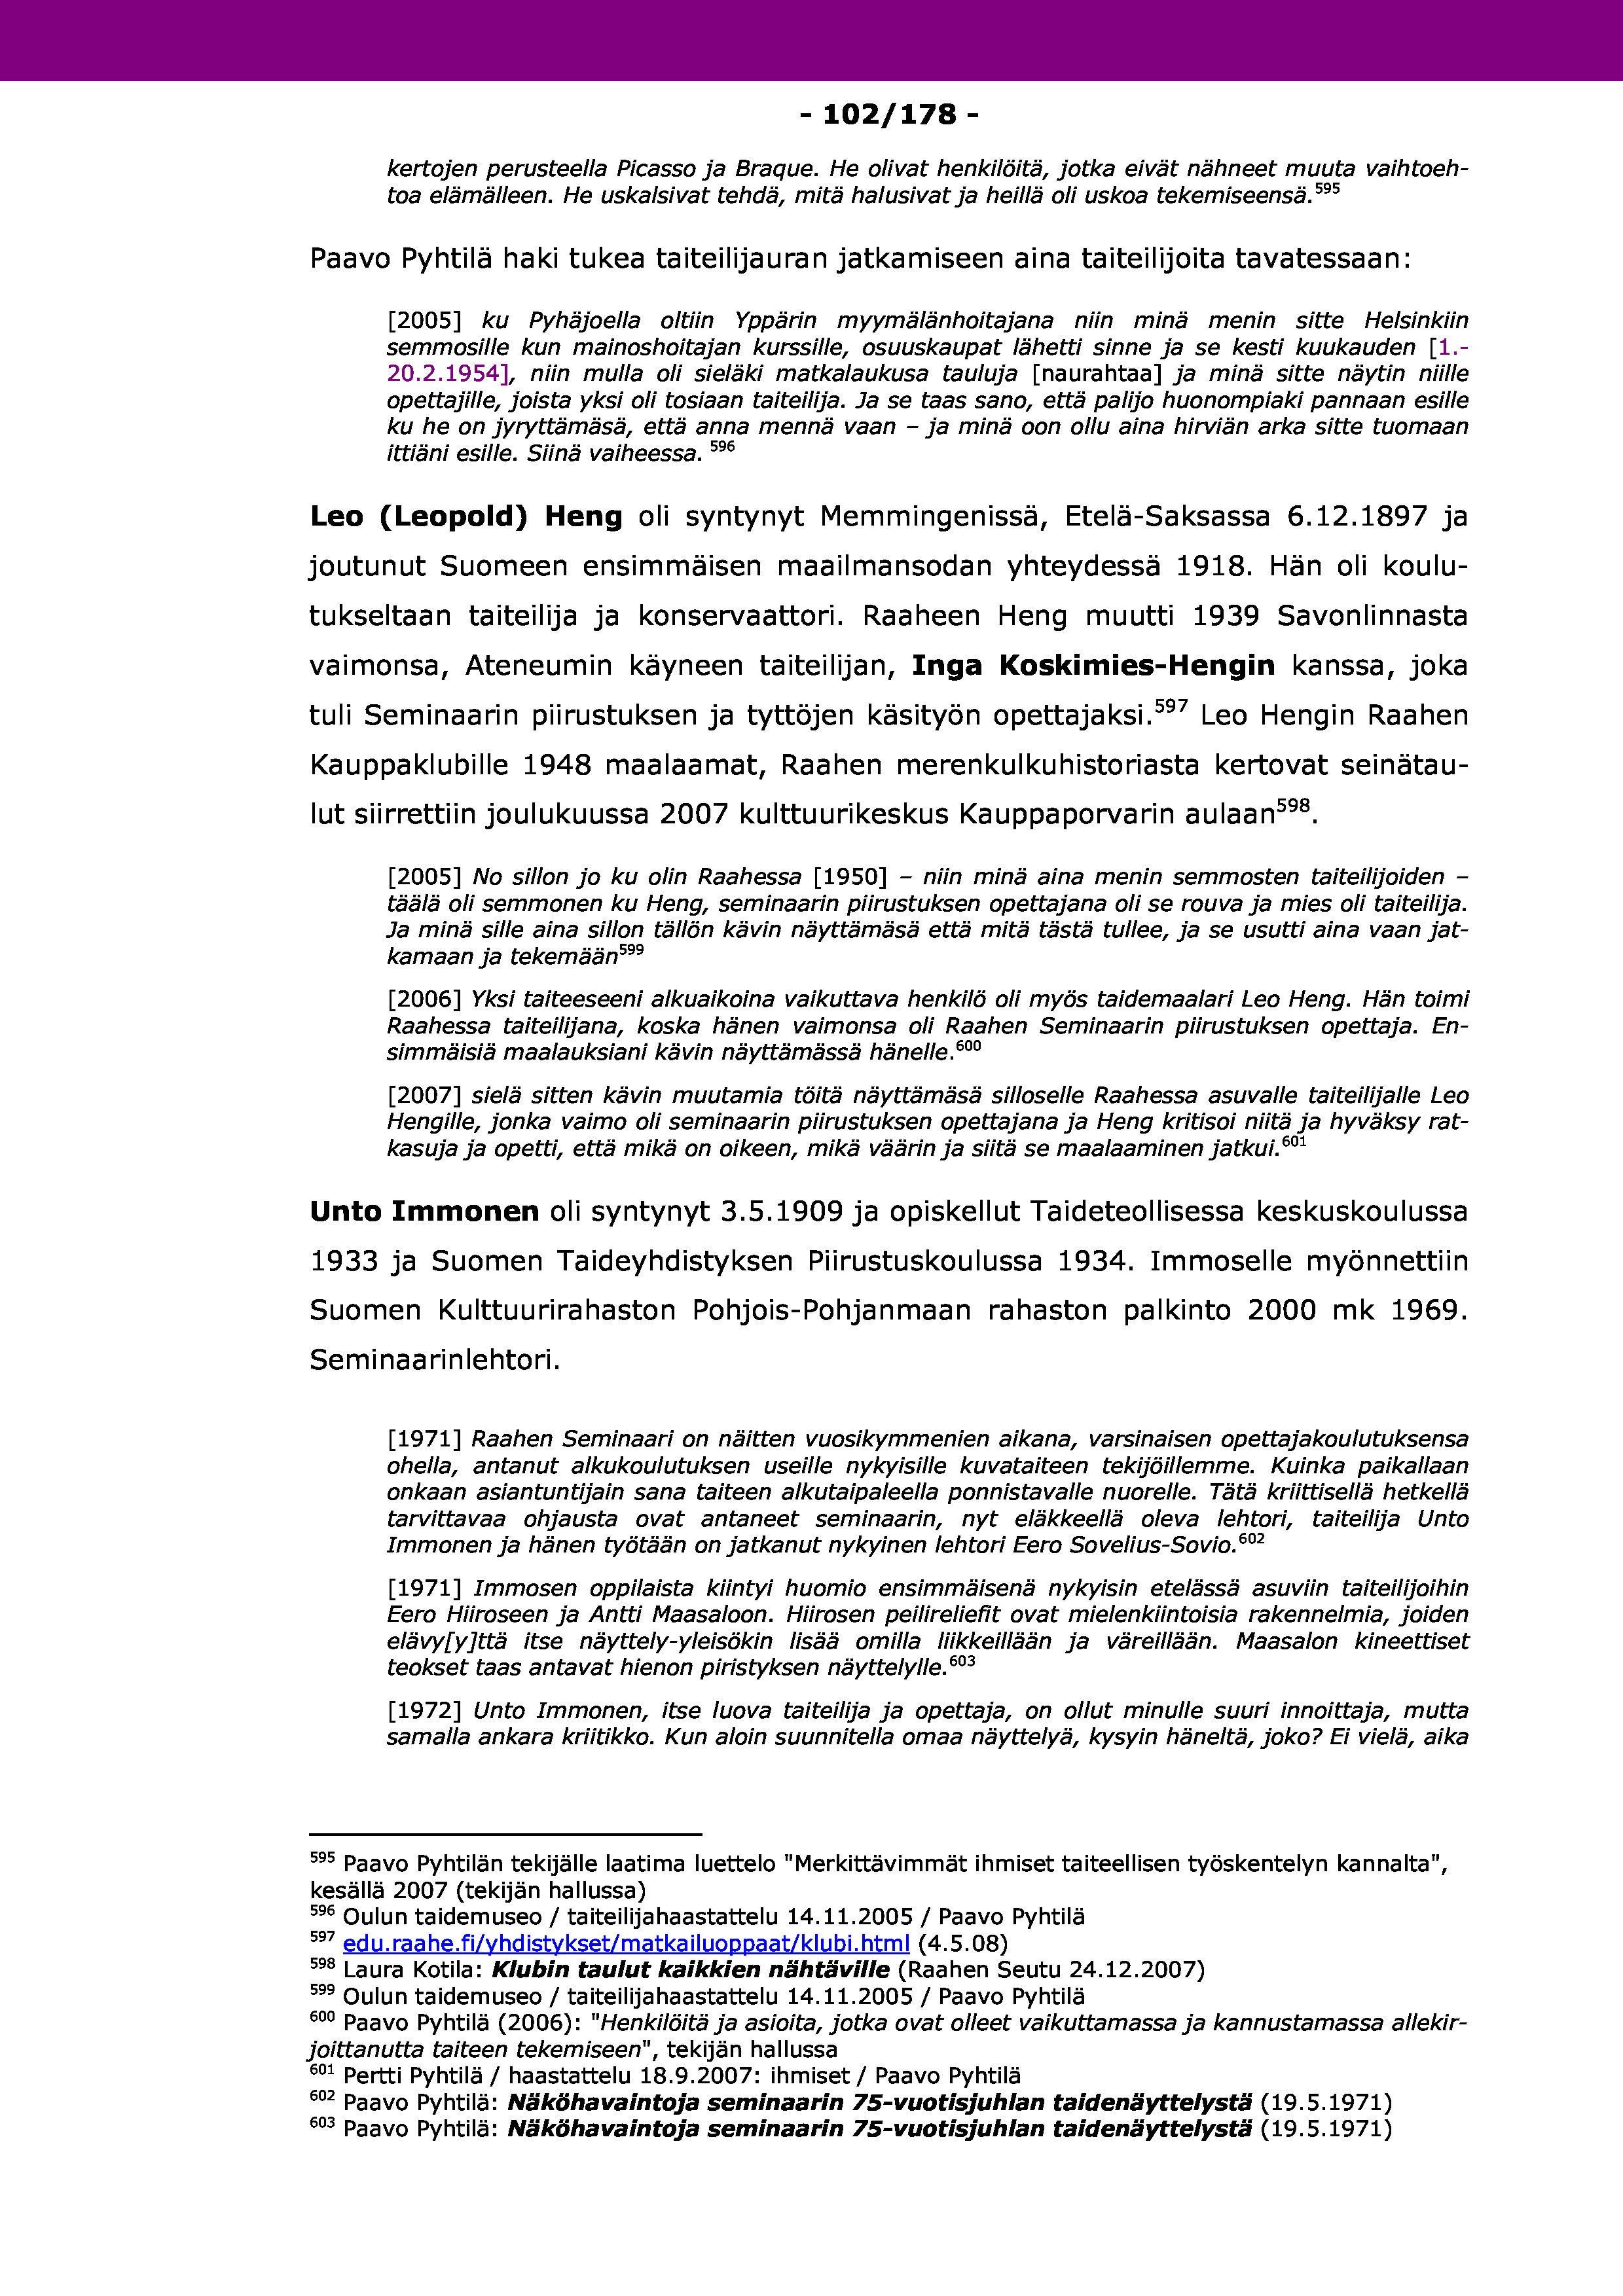 - 102/178 -
kertojen perusteella Picasso ja Braque. He olivat henkilöitä, jotka eivät nähneet muuta vaihtoeh-
toa elämälleen. He uskalsivat tehdä, mitä halusivat ja heillä oli uskoa tekemiseensä.595
Paavo Pyhtilä haki tukea taiteilijauran jatkamiseen aina taiteilijoita tavatessaan:
[2005] ku Pyhäjoella oltiin Yppärin myymälänhoitajana niin minä menin sitte Helsinkiin
semmosille kun mainoshoitajan kurssille, osuuskaupat lähetti sinne ja se kesti kuukauden [1.-
20.2.1954], niin mulla oli sieläki matkalaukusa tauluja [naurahtaa] ja minä sitte näytin niille
opettajille, joista yksi oli tosiaan taiteilija. Ja se taas sano, että palijo huonompiaki pannaan esille
ku he on jyryttämäsä, että anna mennä vaan – ja minä oon ollu aina hirviän arka sitte tuomaan
ittiäni esille. Siinä vaiheessa. 596
Leo (Leopold) Heng oli syntynyt Memmingenissä, Etelä-Saksassa 6.12.1897 ja
joutunut Suomeen ensimmäisen maailmansodan yhteydessä 1918. Hän oli koulu-
tukseltaan taiteilija ja konservaattori. Raaheen Heng muutti 1939 Savonlinnasta
vaimonsa, Ateneumin käyneen taiteilijan, Inga Koskimies-Hengin kanssa, joka
tuli Seminaarin piirustuksen ja tyttöjen käsityön opettajaksi.597 Leo Hengin Raahen
Kauppaklubille 1948 maalaamat, Raahen merenkulkuhistoriasta kertovat seinätau-
lut siirrettiin joulukuussa 2007 kulttuurikeskus Kauppaporvarin aulaan598.
[2005] No sillon jo ku olin Raahessa [1950] – niin minä aina menin semmosten taiteilijoiden –
täälä oli semmonen ku Heng, seminaarin piirustuksen opettajana oli se rouva ja mies oli taiteilija.
Ja minä sille aina sillon tällön kävin näyttämäsä että mitä tästä tullee, ja se usutti aina vaan jat-
kamaan ja tekemään599
[2006] Yksi taiteeseeni alkuaikoina vaikuttava henkilö oli myös taidemaalari Leo Heng. Hän toimi
Raahessa taiteilijana, koska hänen vaimonsa oli Raahen Seminaarin piirustuksen opettaja. En-
simmäisiä maalauksiani kävin näyttämässä hänelle.600
[2007] sielä sitten kävin muutamia töitä näyttämäsä silloselle Raahessa asuvalle taiteilijalle Leo
Hengille, jonka vaimo oli seminaarin piirustuksen opettajana ja Heng kritisoi niitä ja hyväksy rat-
kasuja ja opetti, että mikä on oikeen, mikä väärin ja siitä se maalaaminen jatkui.601
Unto Immonen oli syntynyt 3.5.1909 ja opiskellut Taideteollisessa keskuskoulussa
1933 ja Suomen Taideyhdistyksen Piirustuskoulussa 1934. Immoselle myönnettiin
Suomen Kulttuurirahaston Pohjois-Pohjanmaan rahaston palkinto 2000 mk 1969.
Seminaarinlehtori.
[1971] Raahen Seminaari on näitten vuosikymmenien aikana, varsinaisen opettajakoulutuksensa
ohella, antanut alkukoulutuksen useille nykyisille kuvataiteen tekijöillemme. Kuinka paikallaan
onkaan asiantuntijain sana taiteen alkutaipaleella ponnistavalle nuorelle. Tätä kriittisellä hetkellä
tarvittavaa ohjausta ovat antaneet seminaarin, nyt eläkkeellä oleva lehtori, taiteilija Unto
Immonen ja hänen työtään on jatkanut nykyinen lehtori Eero Sovelius-Sovio.602
[1971] Immosen oppilaista kiintyi huomio ensimmäisenä nykyisin etelässä asuviin taiteilijoihin
Eero Hiiroseen ja Antti Maasaloon. Hiirosen peilireliefit ovat mielenkiintoisia rakennelmia, joiden
elävy[y]ttä itse näyttely-yleisökin lisää omilla liikkeillään ja väreillään. Maasalon kineettiset
teokset taas antavat hienon piristyksen näyttelylle.603
[1972] Unto Immonen, itse luova taiteilija ja opettaja, on ollut minulle suuri innoittaja, mutta
samalla ankara kriitikko. Kun aloin suunnitella omaa näyttelyä, kysyin häneltä, joko? Ei vielä, aika
595 Paavo Pyhtilän tekijälle laatima luettelo "Merkittävimmät ihmiset taiteellisen työskentelyn kannalta",
kesällä 2007 (tekijän hallussa)
596 Oulun taidemuseo / taiteilijahaastattelu 14.11.2005 / Paavo Pyhtilä
597 edu.raahe.fi/yhdistykset/matkailuoppaat/klubi.html (4.5.08)
598 Laura Kotila: Klubin taulut kaikkien nähtäville (Raahen Seutu 24.12.2007)
599 Oulun taidemuseo / taiteilijahaastattelu 14.11.2005 / Paavo Pyhtilä
600 Paavo Pyhtilä (2006): "Henkilöitä ja asioita, jotka ovat olleet vaikuttamassa ja kannustamassa allekir-
joittanutta taiteen tekemiseen", tekijän hallussa
601 Pertti Pyhtilä / haastattelu 18.9.2007: ihmiset / Paavo Pyhtilä
602 Paavo Pyhtilä: Näköhavaintoja seminaarin 75-vuotisjuhlan taidenäyttelystä (19.5.1971)
603 Paavo Pyhtilä: Näköhavaintoja seminaarin 75-vuotisjuhlan taidenäyttelystä (19.5.1971)